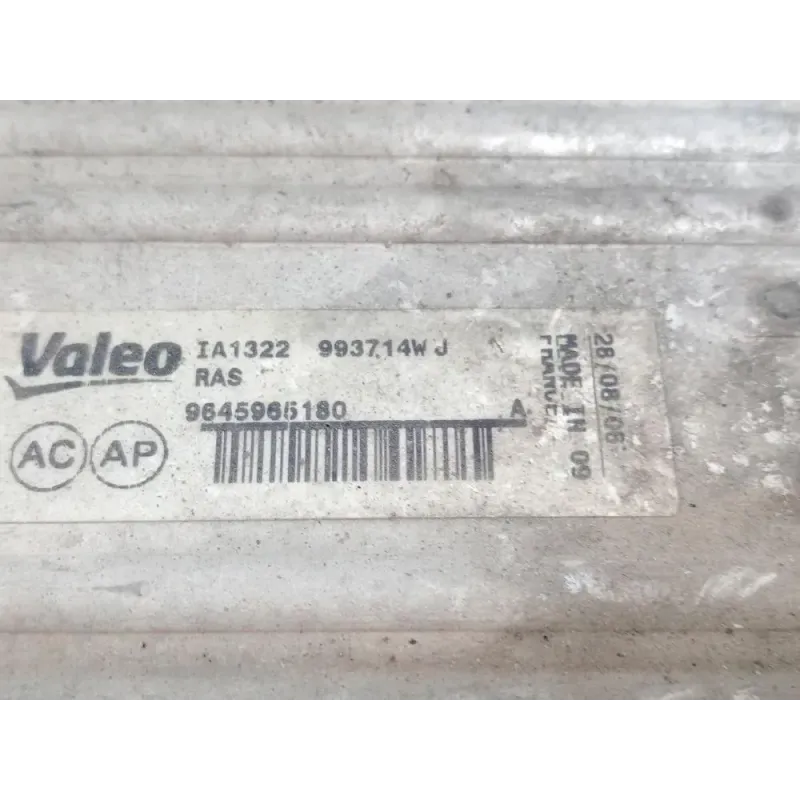 Valeo IA1322 993714W J
RAS
9645965180 A
AC AP
MADE IN 09
FRANCE
28/08/06